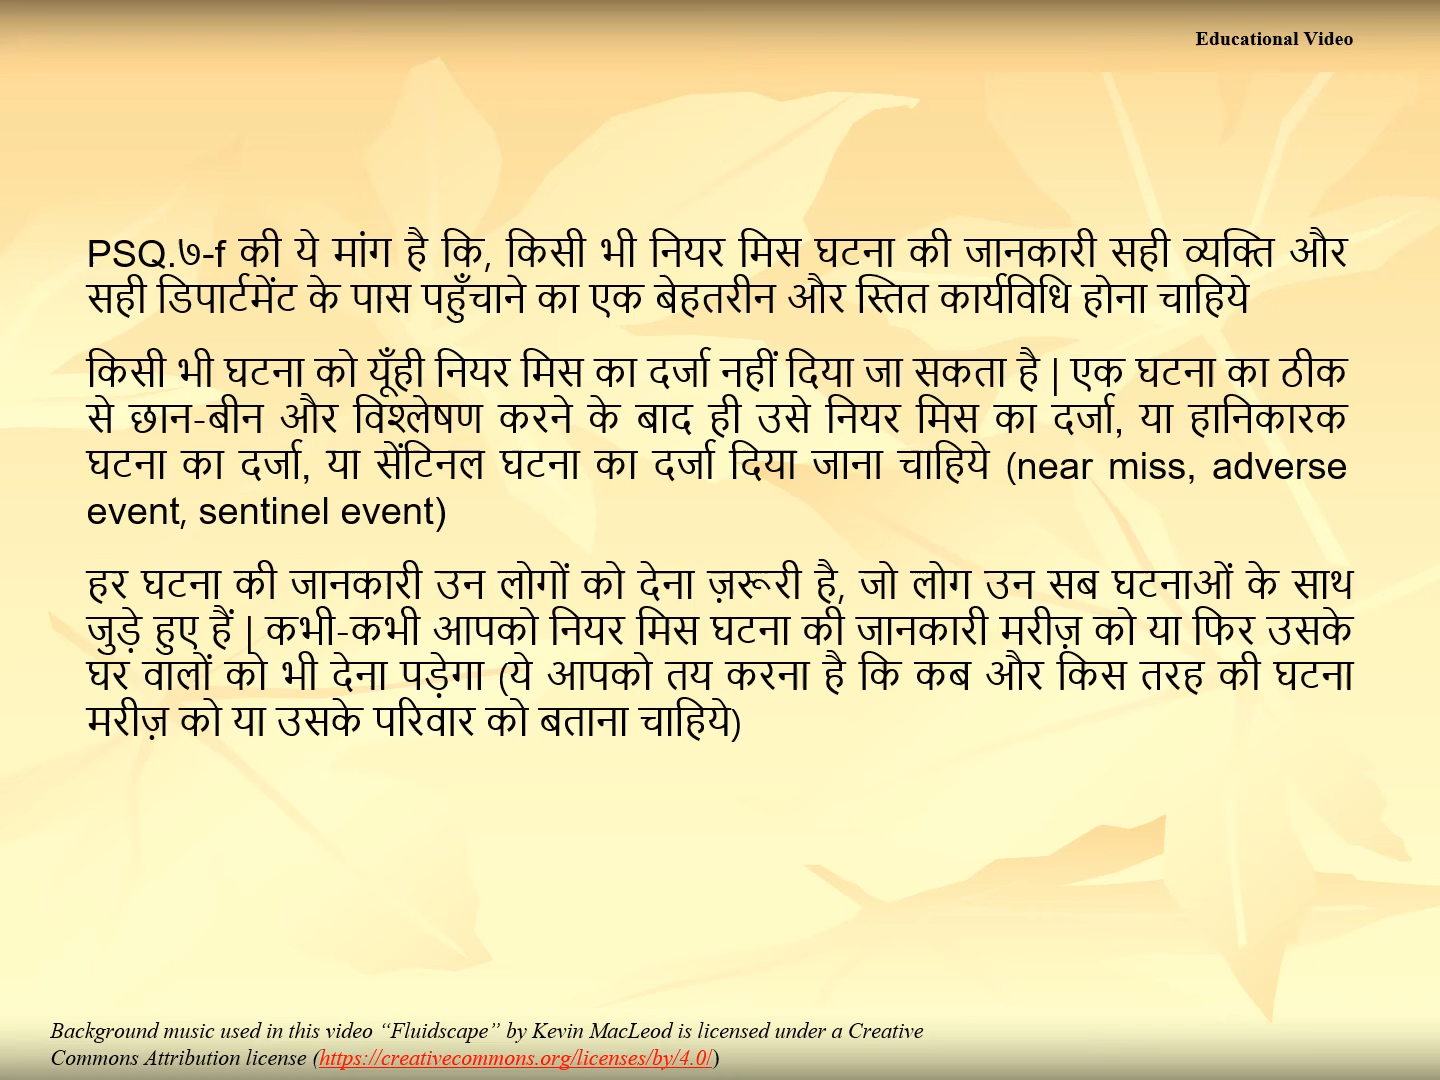 Educational Video
PSQ.७-f की ये मांग है कि, किसी भी नियर मिस घटना की जानकारी सही व्यक्ति और
सही डिपार्टमेंट के पास पहुँचाने का एक बेहतरीन और स्तित कार्यविधि होना चाहिये
किसी भी घटना को यूँही नियर मिस का दर्जा नहीं दिया जा सकता है | एक घटना का ठीक
से छान-बीन और विश्लेषण करने के बाद ही उसे नियर मिस का दर्जा, या हानिकारक
घटना का दर्जा, या सेंटिनल घटना का दर्जा दिया जाना चाहिये (near miss, adverse
event, sentinel event)
हर घटना की जानकारी उन लोगों को देना ज़रूरी है, जो लोग उन सब घटनाओं के साथ
जुड़े हुए हैं | कभी-कभी आपको नियर मिस घटना की जानकारी मरीज़ को या फिर उसके
घर वालों को भी देना पड़ेगा (ये आपको तय करना है कि कब और किस तरह की घटना
मरीज़ को या उसके परिवार को बताना चाहिये)
Background music used in this video “Fluidscape” by Kevin MacLeod is licensed under a Creative
Commons Attribution license (https://creativecommons.org/licenses/by/4.0/)